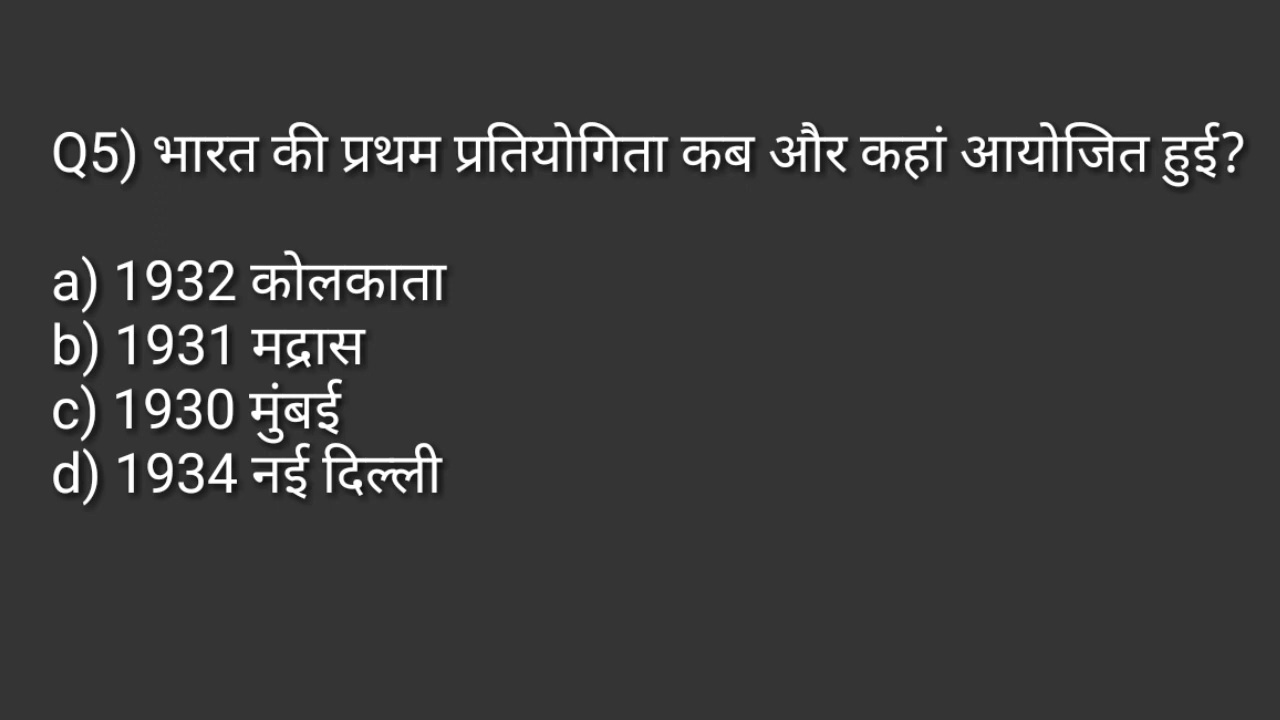 Q5) भारत की प्रथम प्रतियोगिता कब और कहां आयोजित हुई?
a) 1932 कोलकाता
b) 1931 मद्रास
c) 1930 मुंबई
d) 1934 नई दिल्ली